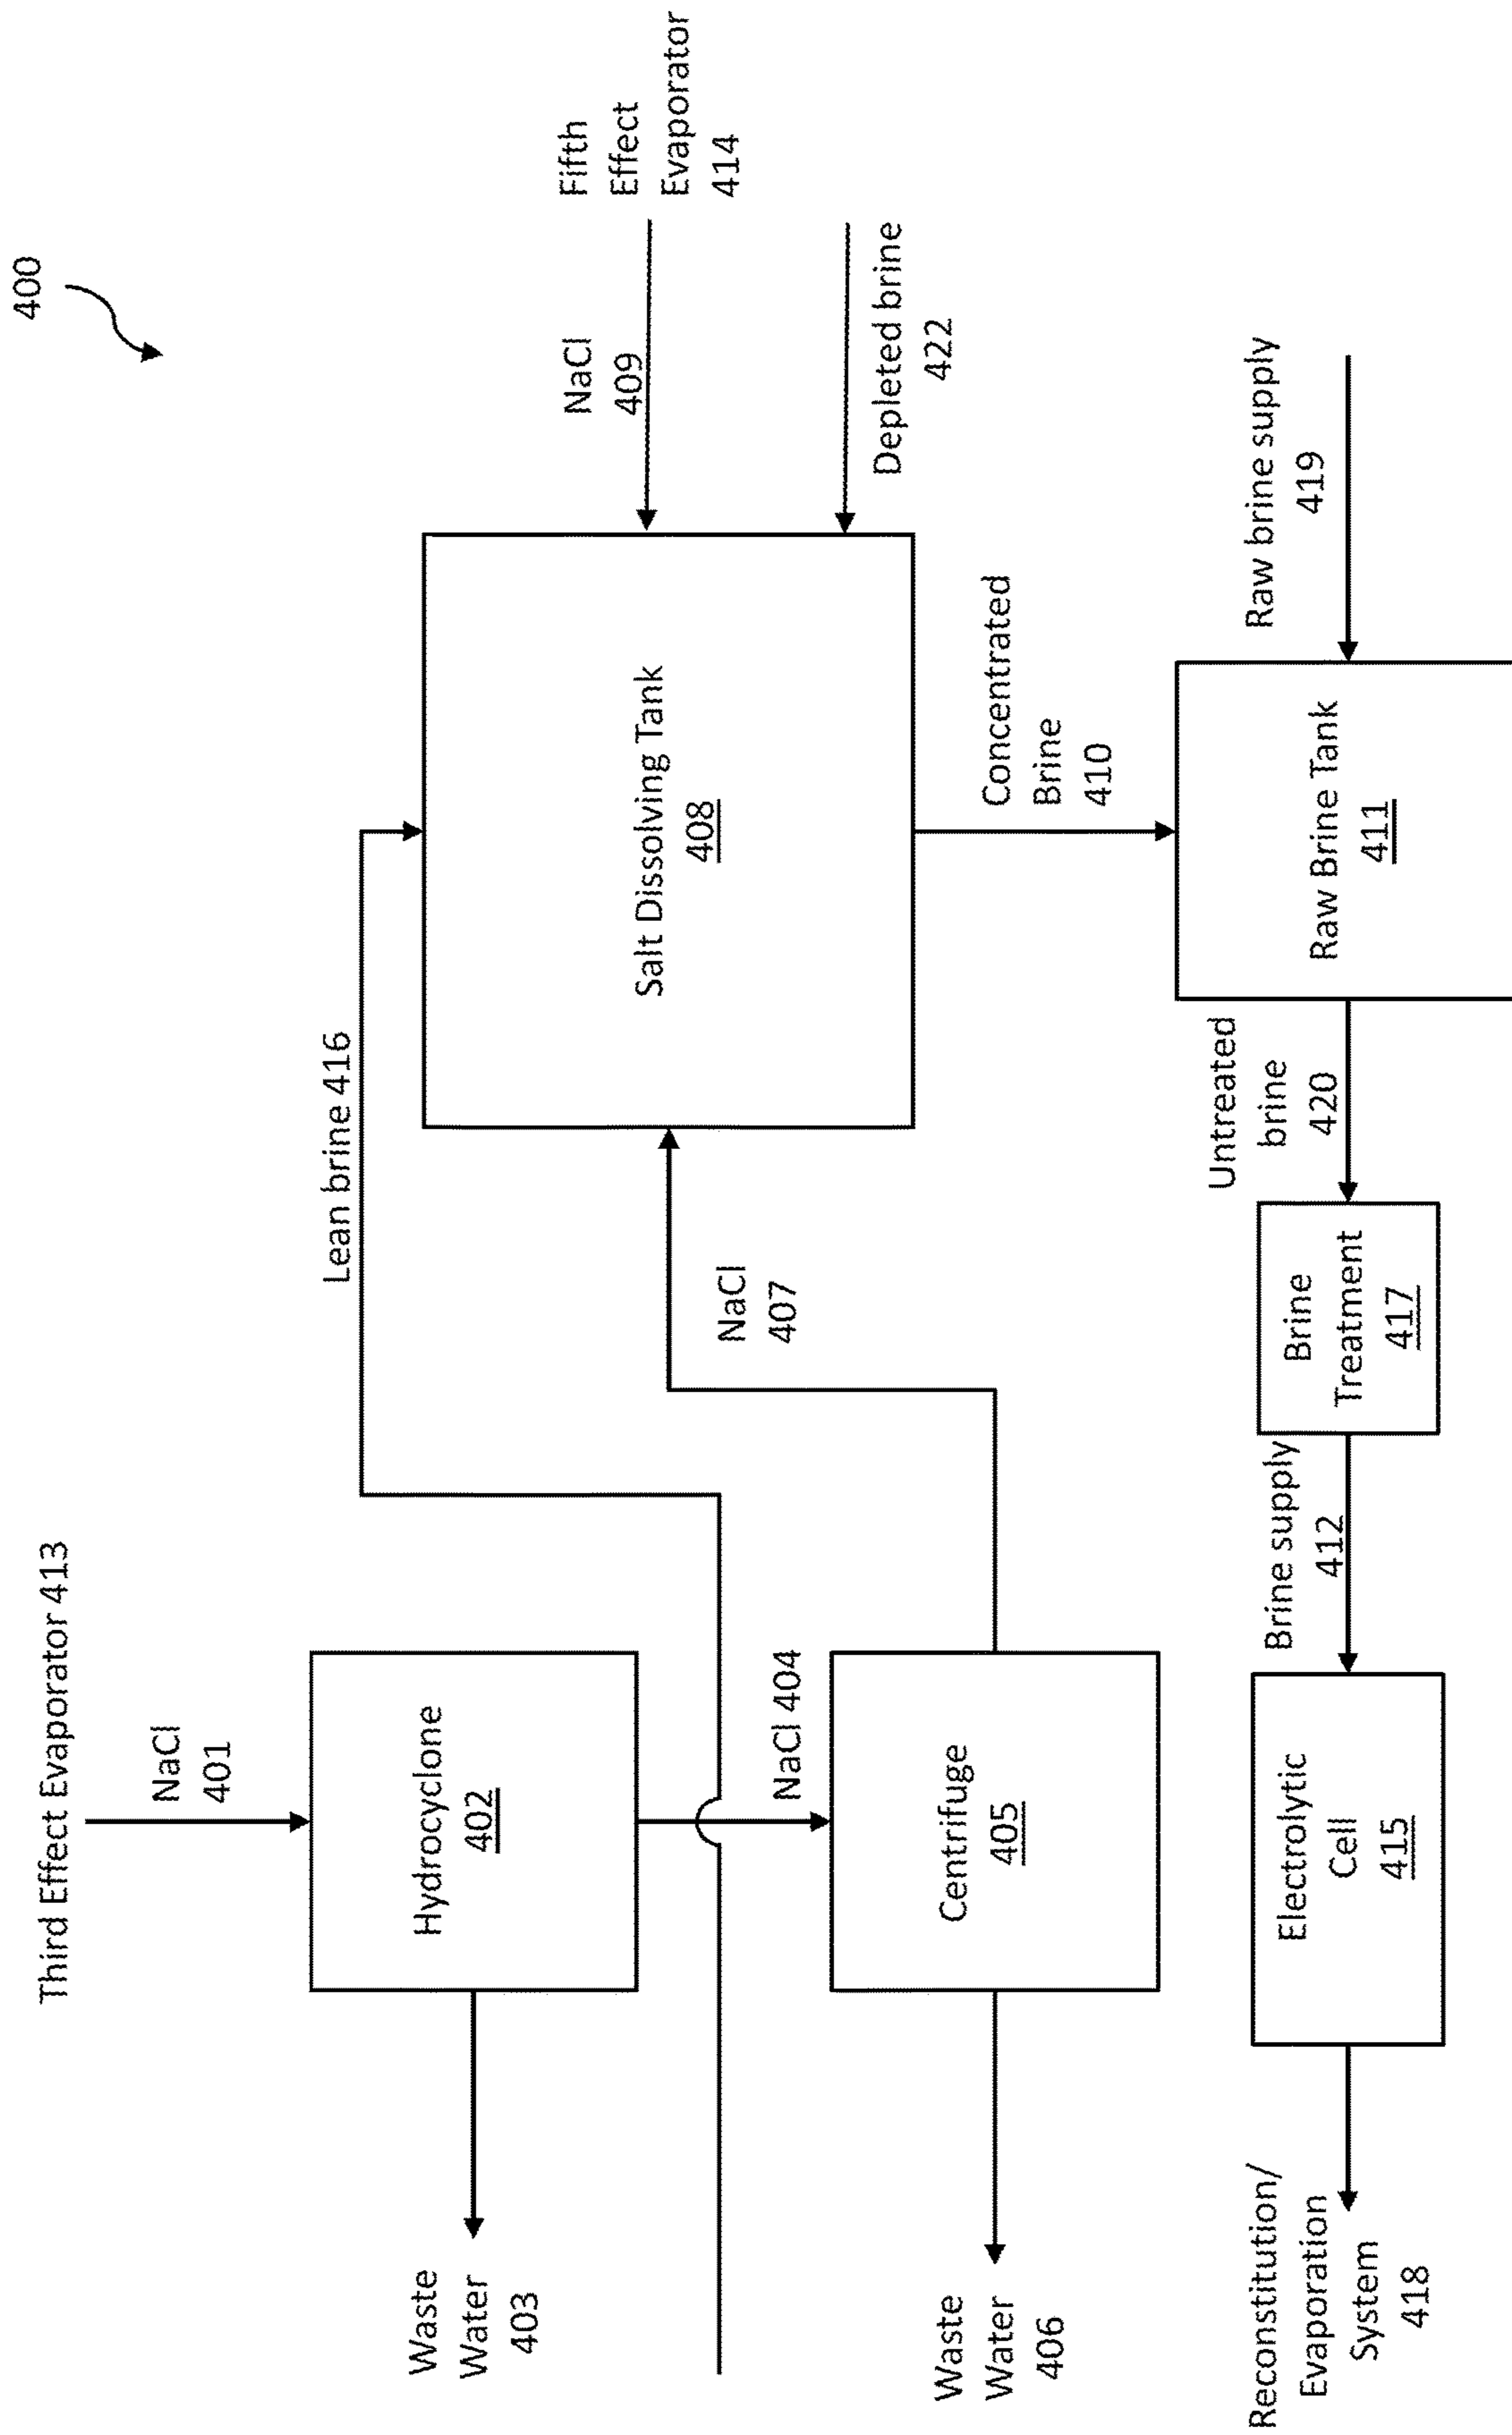 400
Third Effect Evaporator 413
NaCl
401
Hydrocyclone
402
Waste
Water
403
NaCl 404
Centrifuge
405
Waste
Water
406
Lean brine 416
NaCl
407
Salt Dissolving Tank
408
NaCl
409
Fifth
Effect
Evaporator
414
Depleted brine
422
Concentrated
Brine
410
Raw brine supply
419
Raw Brine Tank
411
Untreated
brine
420
Brine
Treatment
417
Brine supply
412
Electrolytic
Cell
415
Reconstitution/
Evaporation
System
418